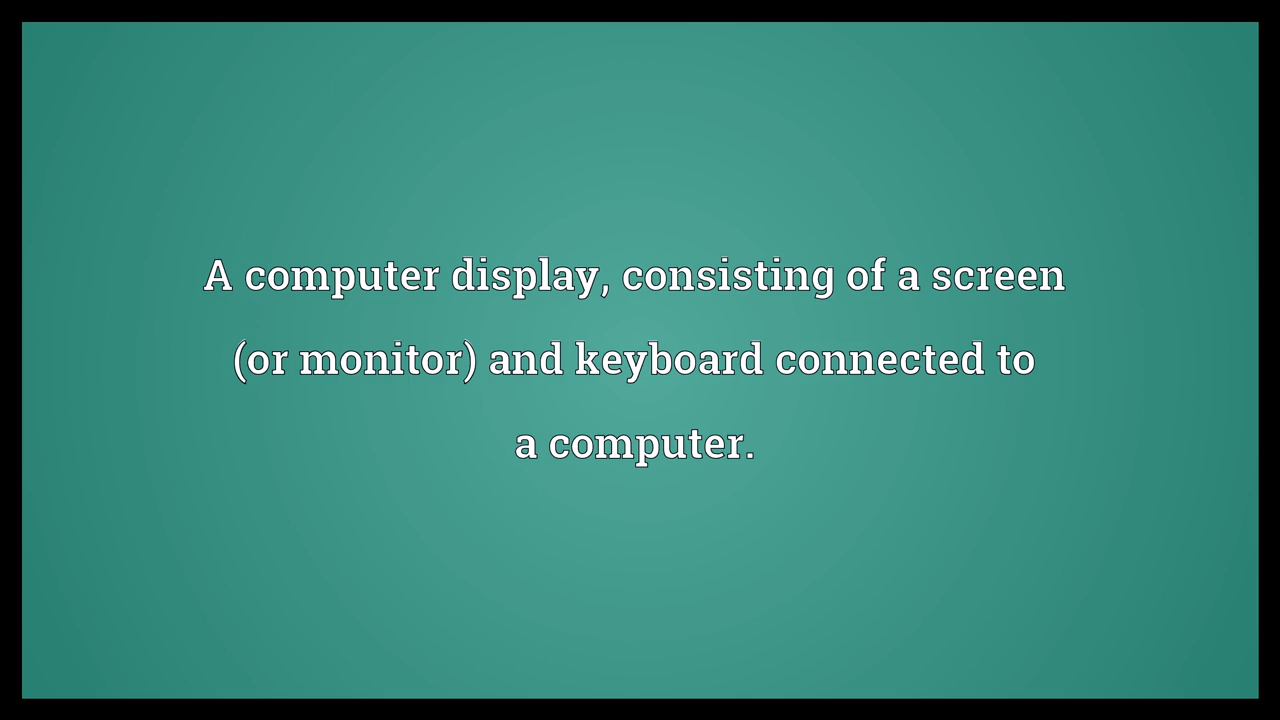 A computer display, consisting of a screen
(or monitor) and keyboard connected to
a computer.